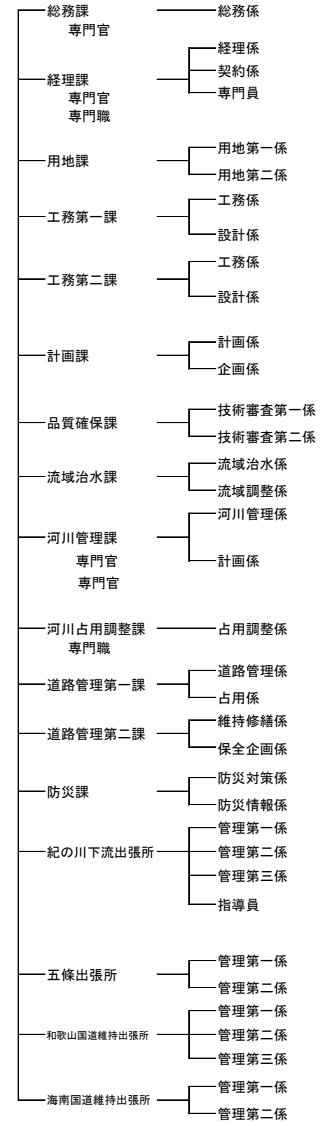 総務課
総務係
専門官
経理課
経理係
契約係
専門員
専門官
専門職
用地課
用地第一係
用地第二係
工務第一課
工務係
設計係
工務第二課
工務係
設計係
計画課
計画係
企画係
品質確保課
技術審査第一係
技術審査第二係
流域治水課
流域治水係
流域調整係
河川管理課
河川管理係
計画係
専門官
専門官
河川占用調整課
占用調整係
専門職
道路管理第一課
道路管理係
占用係
道路管理第二課
維持修繕係
保全企画係
防災課
防災対策係
防災情報係
紀の川下流出張所
管理第一係
管理第二係
管理第三係
指導員
五條出張所
管理第一係
管理第二係
和歌山国道維持出張所
管理第一係
管理第二係
管理第三係
海南国道維持出張所
管理第一係
管理第二係